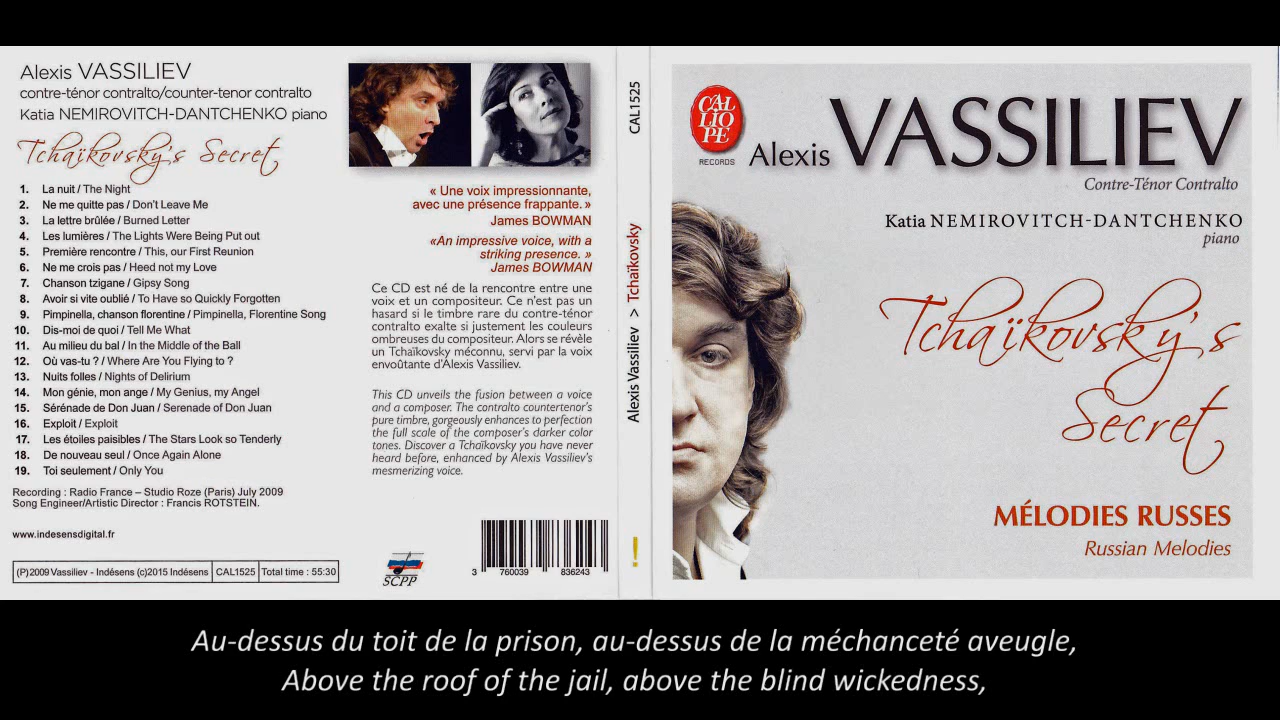 Alexis VASSILIEV
contre-ténor contralto/counter-tenor contralto
Katia NEMIROVITCH-DANTCHENKO piano
Tchaïkovsky's Secret
1. La nuit / The Night
2. Ne me quitte pas / Don't Leave Me
3. La lettre brûlée / Burned Letter
4. Les lumières / The Lights Were Being Put out
5. Première rencontre / This, our First Reunion
6. Ne me crois pas / Heed not my Love
7. Chanson tzigane / Gipsy Song
8. Avoir si vite oublié / To Have so Quickly Forgotten
9. Pimpinella, chanson florentine / Pimpinella, Florentine Song
10. Dis-moi de quoi / Tell Me What
11. Au milieu du bal / In the Middle of the Ball
12. Où vas-tu ? / Where Are You Flying to ?
13. Nuits folles / Nights of Delirium
14. Mon génie, mon ange / My Genius, my Angel
15. Sérénade de Don Juan / Serenade of Don Juan
16. Exploit / Exploit
17. Les étoiles paisibles / The Stars Look so Tenderly
18. De nouveau seul / Once Again Alone
19. Toi seulement / Only You
Recording : Radio France – Studio Roze (Paris) July 2009
Song Engineer/Artistic Director : Francis ROTSTEIN.
www.indesensdigital.fr
(P)2009 Vassiliev - Indésens (c)2015 Indésens CAL1525 Total time : 55:30
« Une voix impressionnante,
avec une présence frappante. »
James BOWMAN
«An impressive voice, with a
striking presence. »
James BOWMAN
Ce CD est né de la rencontre entre une
voix et un compositeur. Ce n'est pas un
hasard si le timbre rare du contre-ténor
contralto exalte si justement les couleurs
ombreuses du compositeur. Alors se révèle
un Tchaïkovsky méconnu, servi par la voix
envoûtante d'Alexis Vassiliev.
This CD unveils the fusion between a voice
and a composer. The contralto countertenor's
pure timbre, gorgeously enhances to perfection
the full scale of the composer's darker color
tones. Discover a Tchaïkovsky you have never
heard before, enhanced by Alexis Vassiliev's
mesmerizing voice.
SCPP
3 760039 836243
CAL1525
Alexis Vassiliev > Tchaïkovsky
CAL
LIO
PE
RECORDS
Alexis VASSILIEV
Contre-Ténor Contralto
Katia NEMIROVITCH-DANTCHENKO
piano
Tchaïkovsky's
Secret
MÉLODIES RUSSES
Russian Melodies
Au-dessus du toit de la prison, au-dessus de la méchanceté aveugle,
Above the roof of the jail, above the blind wickedness,